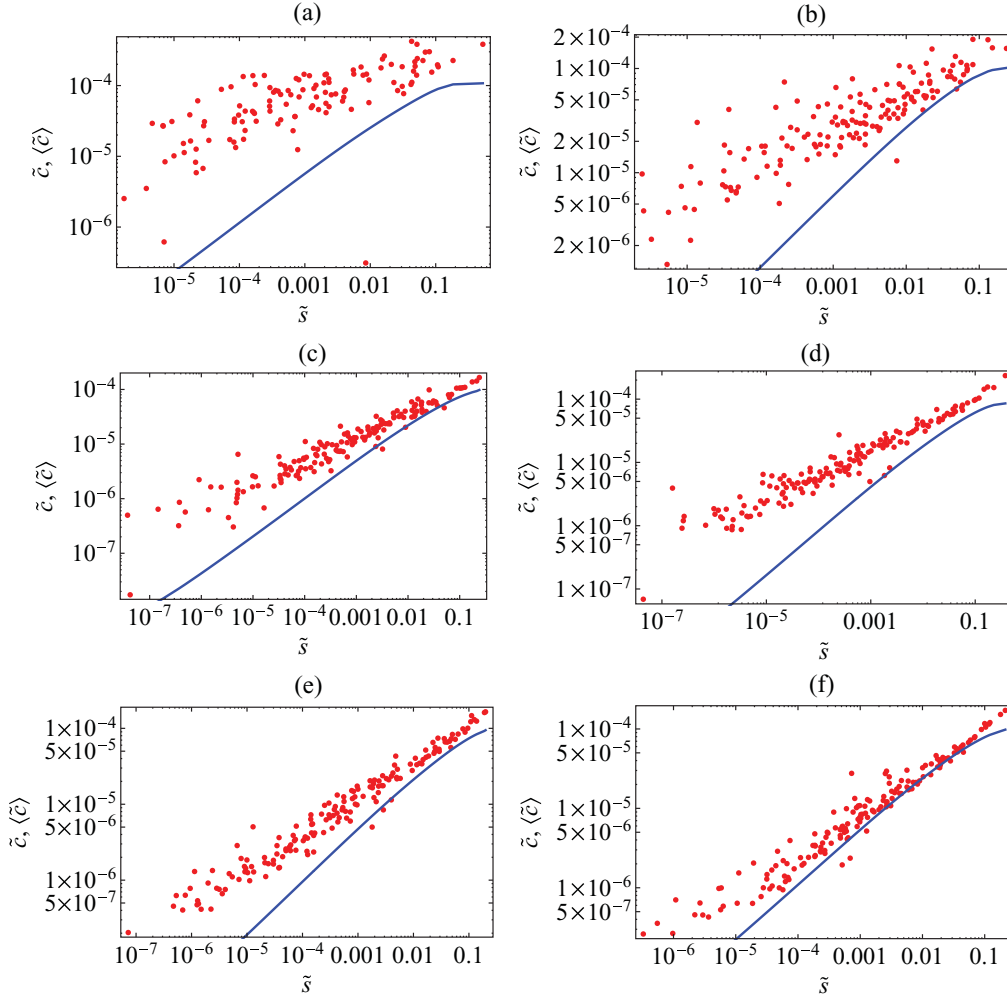 (a)
10⁻⁴
10⁻⁵
10⁻⁶
c̃, ⟨c̃⟩
10⁻⁵ 10⁻⁴ 0.001 0.01 0.1
s̃
(b)
2×10⁻⁴
1×10⁻⁴
5×10⁻⁵
2×10⁻⁵
1×10⁻⁵
5×10⁻⁶
2×10⁻⁶
c̃, ⟨c̃⟩
10⁻⁵ 10⁻⁴ 0.001 0.01 0.1
s̃
(c)
10⁻⁴
10⁻⁵
10⁻⁶
10⁻⁷
c̃, ⟨c̃⟩
10⁻⁷ 10⁻⁶ 10⁻⁵ 10⁻⁴ 0.001 0.01 0.1
s̃
(d)
1×10⁻⁴
5×10⁻⁵
1×10⁻⁵
5×10⁻⁶
1×10⁻⁶
5×10⁻⁷
1×10⁻⁷
c̃, ⟨c̃⟩
10⁻⁷ 10⁻⁵ 0.001 0.1
s̃
(e)
1×10⁻⁴
5×10⁻⁵
1×10⁻⁵
5×10⁻⁶
1×10⁻⁶
5×10⁻⁷
c̃, ⟨c̃⟩
10⁻⁷ 10⁻⁶ 10⁻⁵ 10⁻⁴ 0.001 0.01 0.1
s̃
(f)
1×10⁻⁴
5×10⁻⁵
1×10⁻⁵
5×10⁻⁶
1×10⁻⁶
5×10⁻⁷
c̃, ⟨c̃⟩
10⁻⁶ 10⁻⁵ 10⁻⁴ 0.001 0.01 0.1
s̃